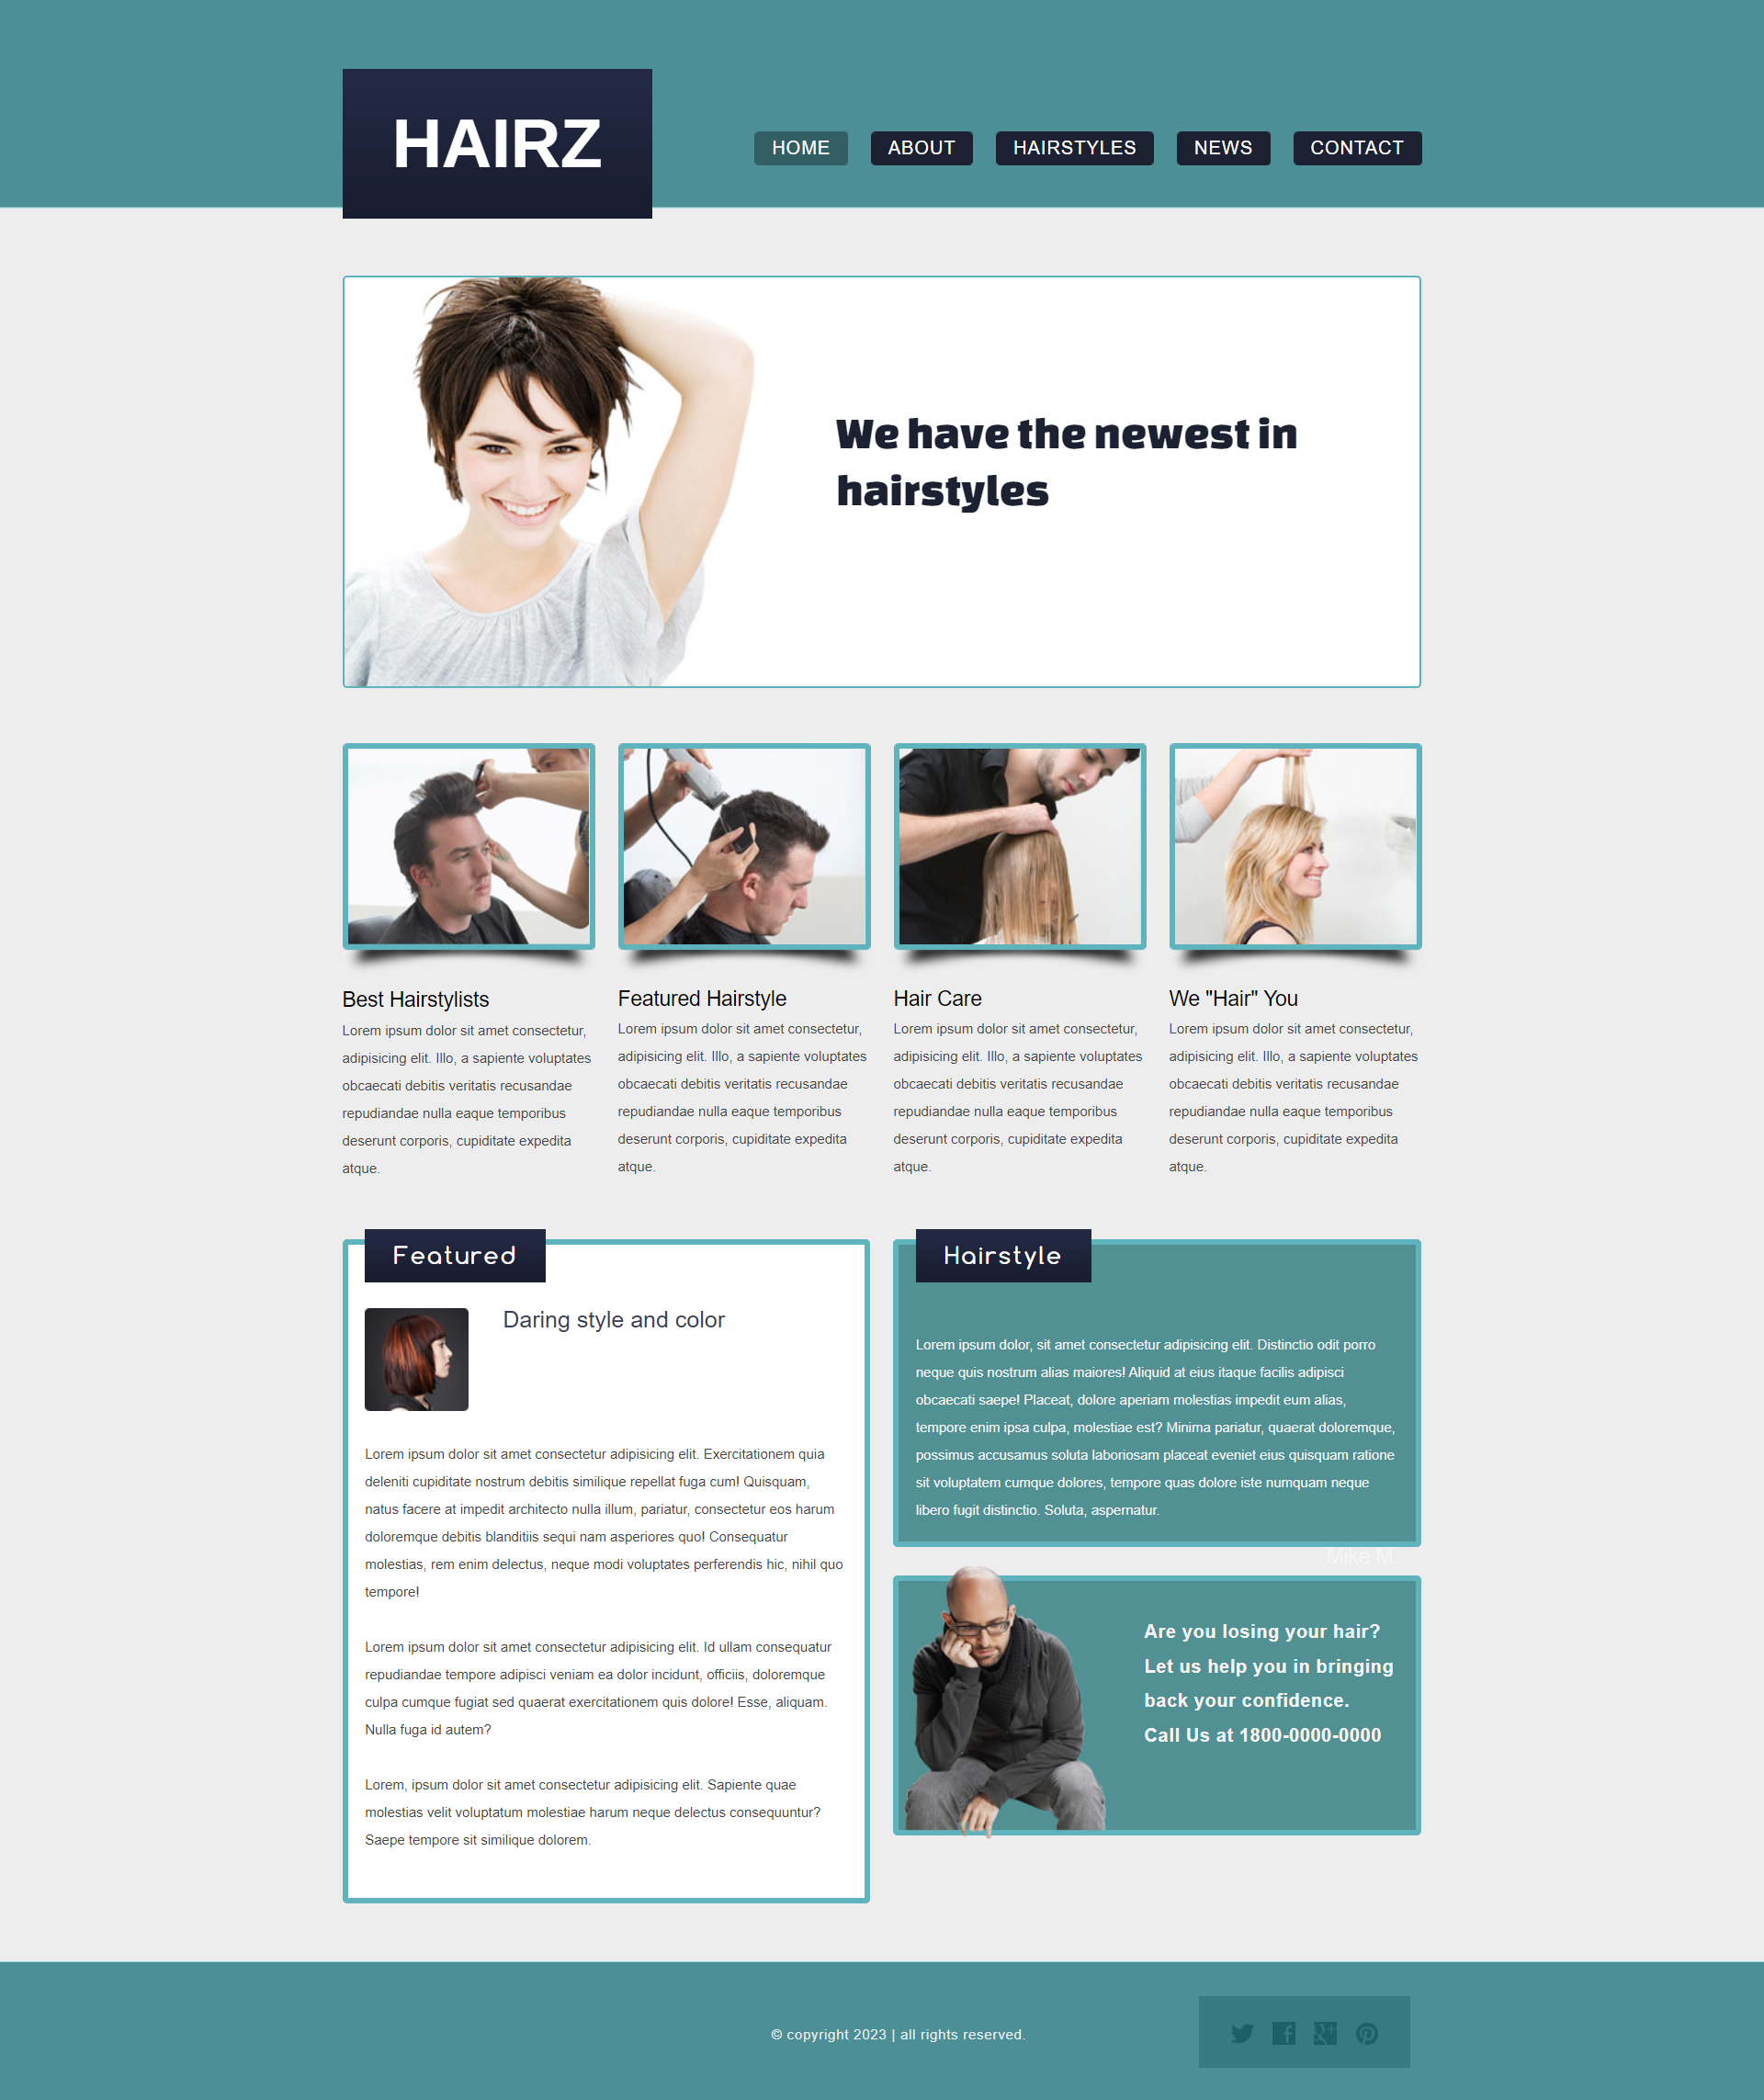 HAIRZ
HOME ABOUT HAIRSTYLES NEWS CONTACT
We have the newest in
hairstyles
Best Hairstylists
Lorem ipsum dolor sit amet consectetur,
adipisicing elit. Illo, a sapiente voluptates
obcaecati debitis veritatis recusandae
repudiandae nulla eaque temporibus
deserunt corporis, cupiditate expedita
atque.
Featured Hairstyle
Lorem ipsum dolor sit amet consectetur,
adipisicing elit. Illo, a sapiente voluptates
obcaecati debitis veritatis recusandae
repudiandae nulla eaque temporibus
deserunt corporis, cupiditate expedita
atque.
Hair Care
Lorem ipsum dolor sit amet consectetur,
adipisicing elit. Illo, a sapiente voluptates
obcaecati debitis veritatis recusandae
repudiandae nulla eaque temporibus
deserunt corporis, cupiditate expedita
atque.
We "Hair" You
Lorem ipsum dolor sit amet consectetur,
adipisicing elit. Illo, a sapiente voluptates
obcaecati debitis veritatis recusandae
repudiandae nulla eaque temporibus
deserunt corporis, cupiditate expedita
atque.
Featured
Daring style and color
Lorem ipsum dolor sit amet consectetur adipisicing elit. Exercitationem quia
deleniti cupiditate nostrum debitis similique repellat fuga cum! Quisquam,
natus facere at impedit architecto nulla illum, pariatur, consectetur eos harum
doloremque debitis blanditiis sequi nam asperiores quo! Consequatur
molestias, rem enim delectus, neque modi voluptates perferendis hic, nihil quo
tempore!
Lorem ipsum dolor sit amet consectetur adipisicing elit. Id ullam consequatur
repudiandae tempore adipisci veniam ea dolor incidunt, officiis, doloremque
culpa cumque fugiat sed quaerat exercitationem quis dolore! Esse, aliquam.
Nulla fuga id autem?
Lorem, ipsum dolor sit amet consectetur adipisicing elit. Sapiente quae
molestias velit voluptatum molestiae harum neque delectus consequuntur?
Saepe tempore sit similique dolorem.
Hairstyle
Lorem ipsum dolor, sit amet consectetur adipisicing elit. Distinctio odit porro
neque quis nostrum alias maiores! Aliquid at eius itaque facilis adipisci
obcaecati saepe! Placeat, dolore aperiam molestias impedit eum alias,
tempore enim ipsa culpa, molestiae est? Minima pariatur, quaerat doloremque,
possimus accusamus soluta laboriosam placeat eveniet eius quisquam ratione
sit voluptatem cumque dolores, tempore quas dolore iste numquam neque
libero fugit distinctio. Soluta, aspernatur.
Mike M.
Are you losing your hair?
Let us help you in bringing
back your confidence.
Call Us at 1800-0000-0000
© copyright 2023 | all rights reserved.